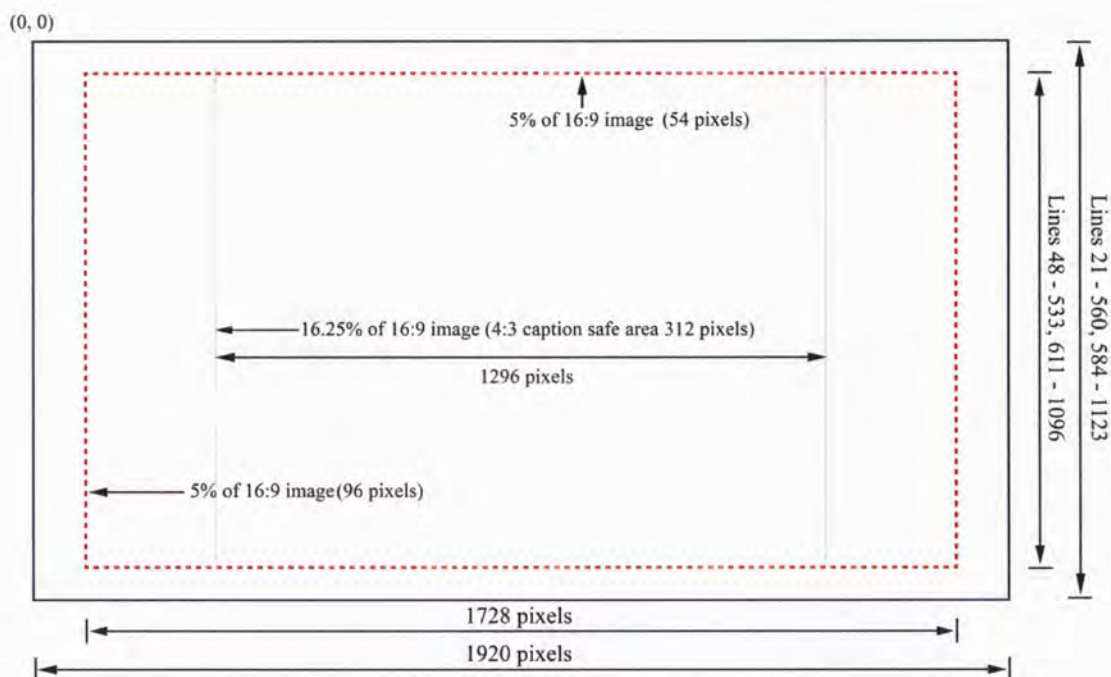 (0, 0)
5% of 16:9 image (54 pixels)
16.25% of 16:9 image (4:3 caption safe area 312 pixels)
1296 pixels
5% of 16:9 image (96 pixels)
Lines 48 - 533, 611 - 1096
Lines 21 - 560, 584 - 1123
1728 pixels
1920 pixels